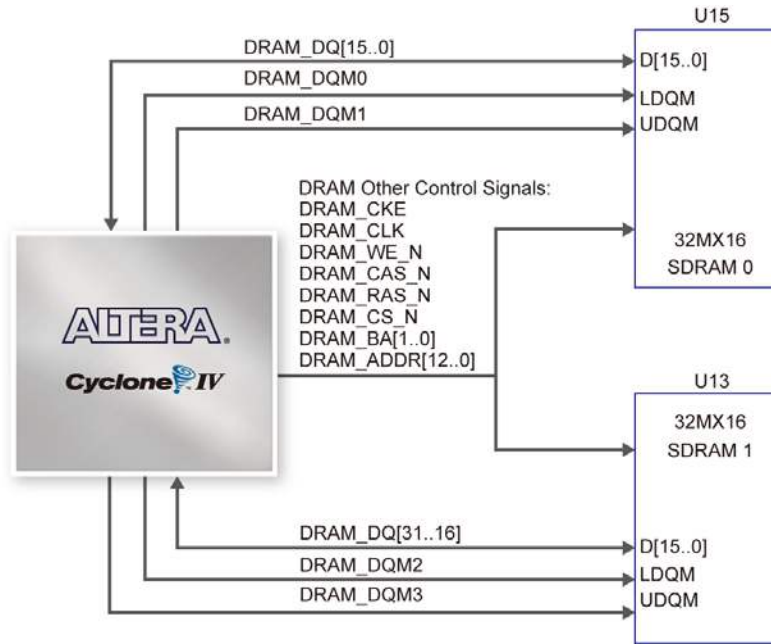 U15
DRAM_DQ[15..0]
D[15..0]
DRAM_DQM0
LDQM
DRAM_DQM1
UDQM
DRAM Other Control Signals:
DRAM_CKE
DRAM_CLK
DRAM_WE_N
DRAM_CAS_N
DRAM_RAS_N
DRAM_CS_N
DRAM_BA[1..0]
DRAM_ADDR[12..0]
32MX16
SDRAM 0
ALTERA®
Cyclone IV
U13
32MX16
SDRAM 1
DRAM_DQ[31..16]
D[15..0]
DRAM_DQM2
LDQM
DRAM_DQM3
UDQM